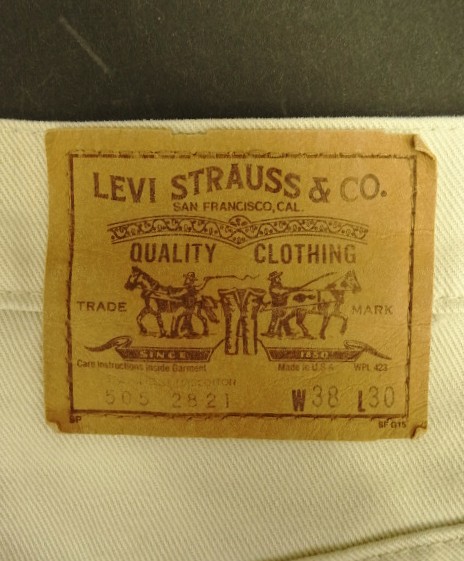 LEVI STRAUSS & CO.
SAN FRANCISCO, CAL.
QUALITY CLOTHING
TRADE MARK
SINCE 1850
Care Instructions Inside Garment Made in U.S.A. WPL 423
505 2821 W38 L30